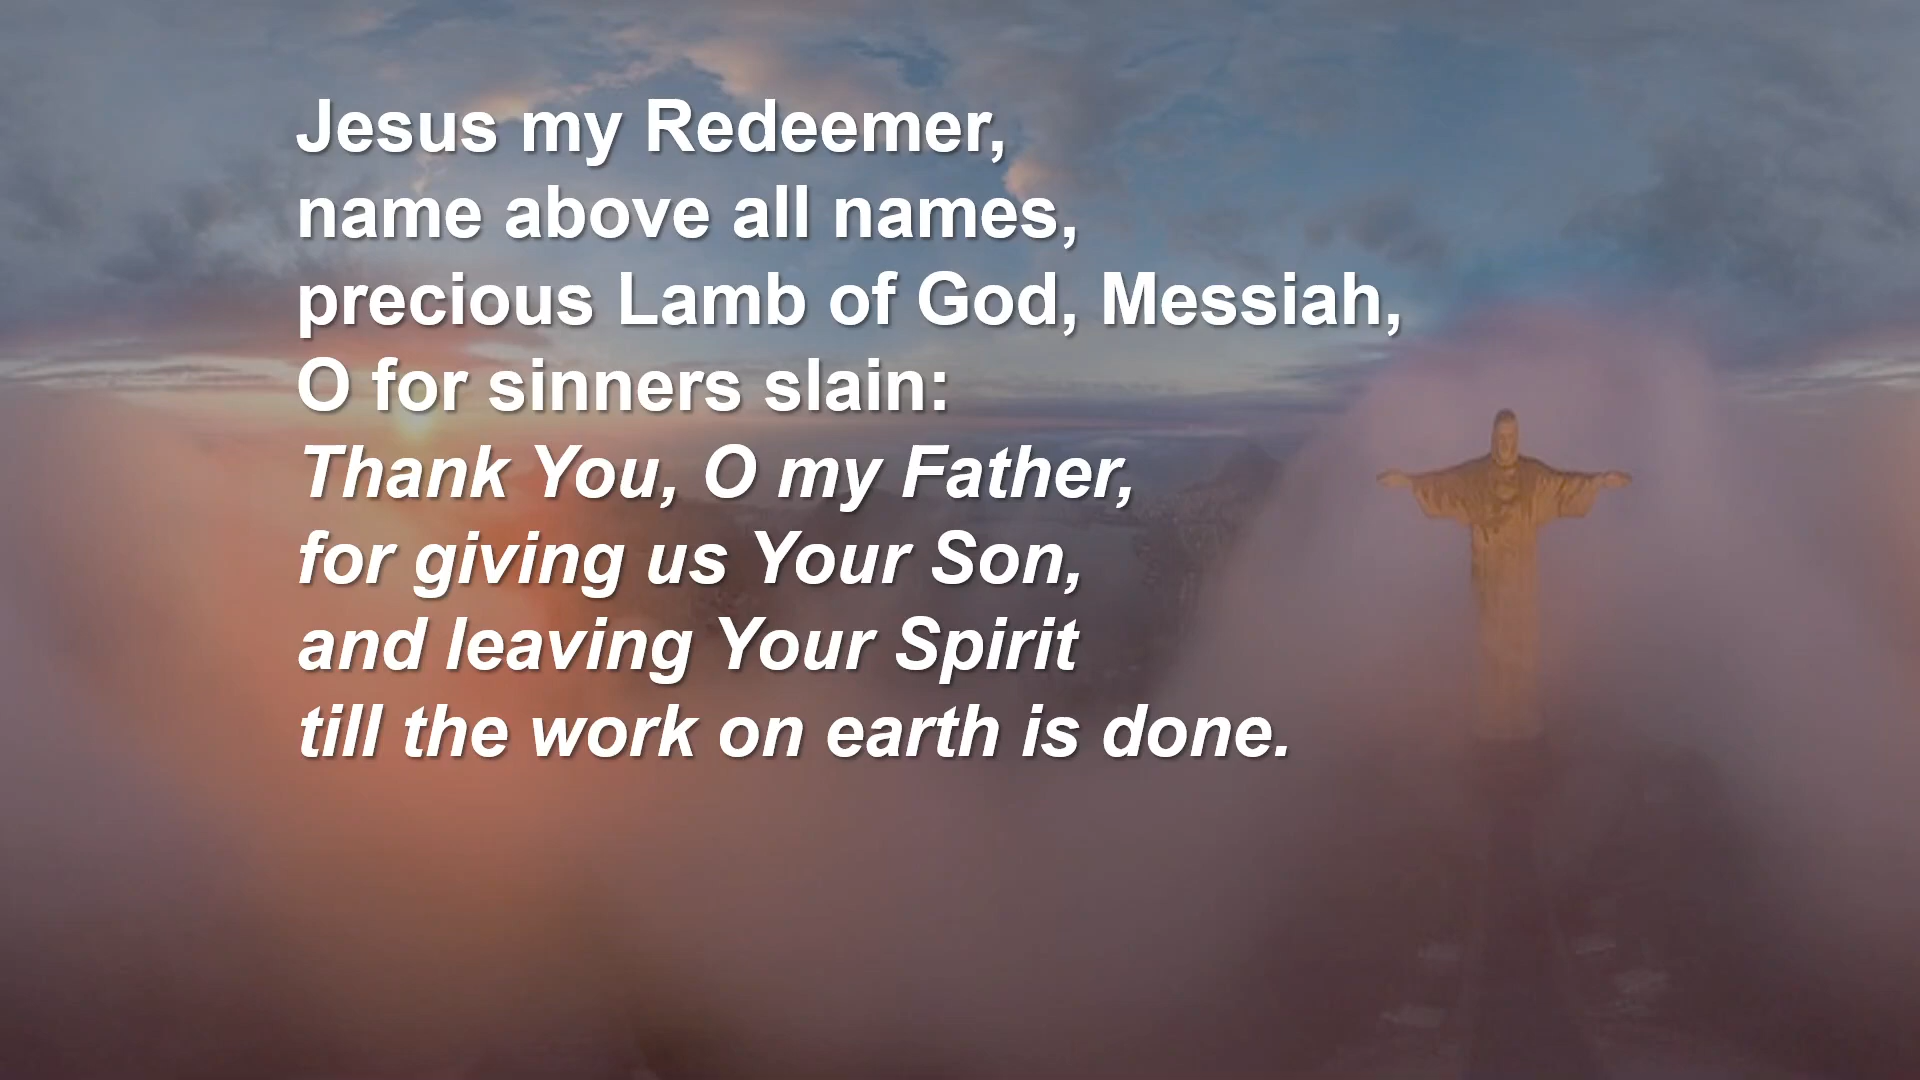 Jesus my Redeemer,
name above all names,
precious Lamb of God, Messiah,
O for sinners slain:
Thank You, O my Father,
for giving us Your Son,
and leaving Your Spirit
till the work on earth is done.